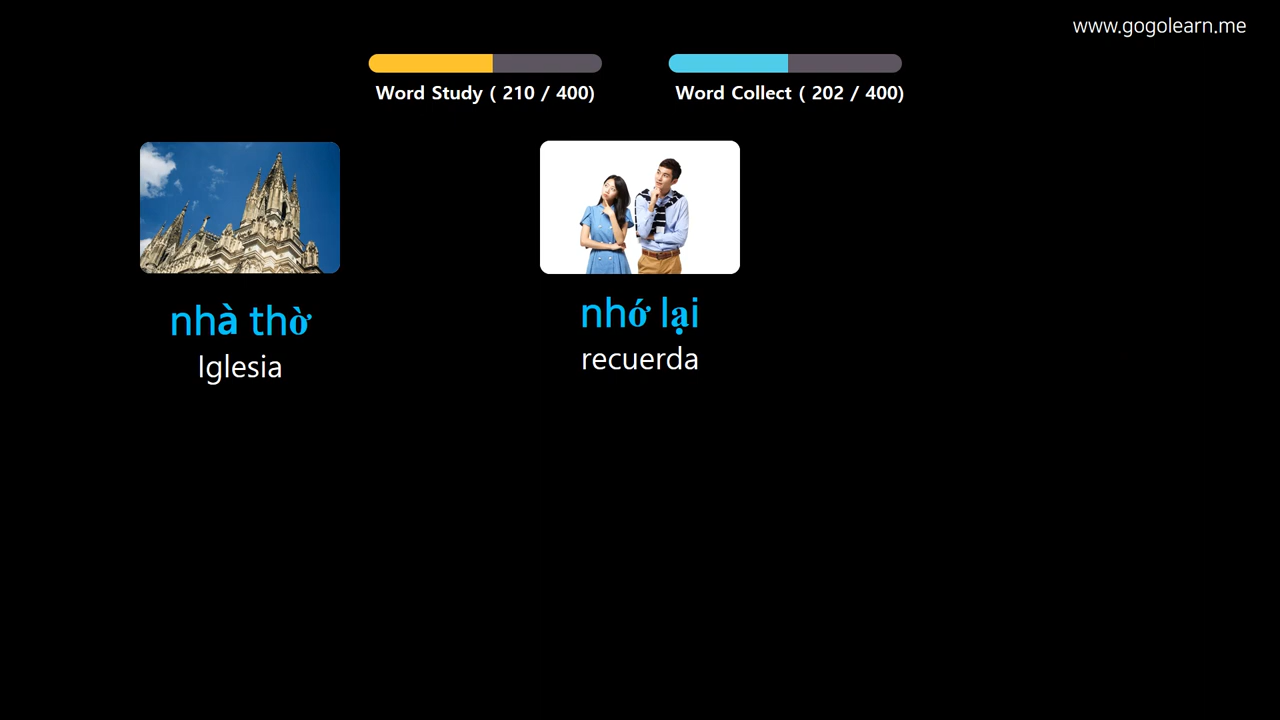 www.gogolearn.me
Word Study ( 210 / 400)
Word Collect ( 202 / 400)
nhà thờ
Iglesia
nhớ lại
recuerda